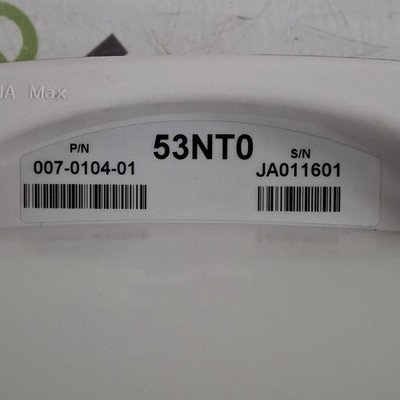 A Max.
P/N 53NT0 S/N
007-0104-01 JA011601